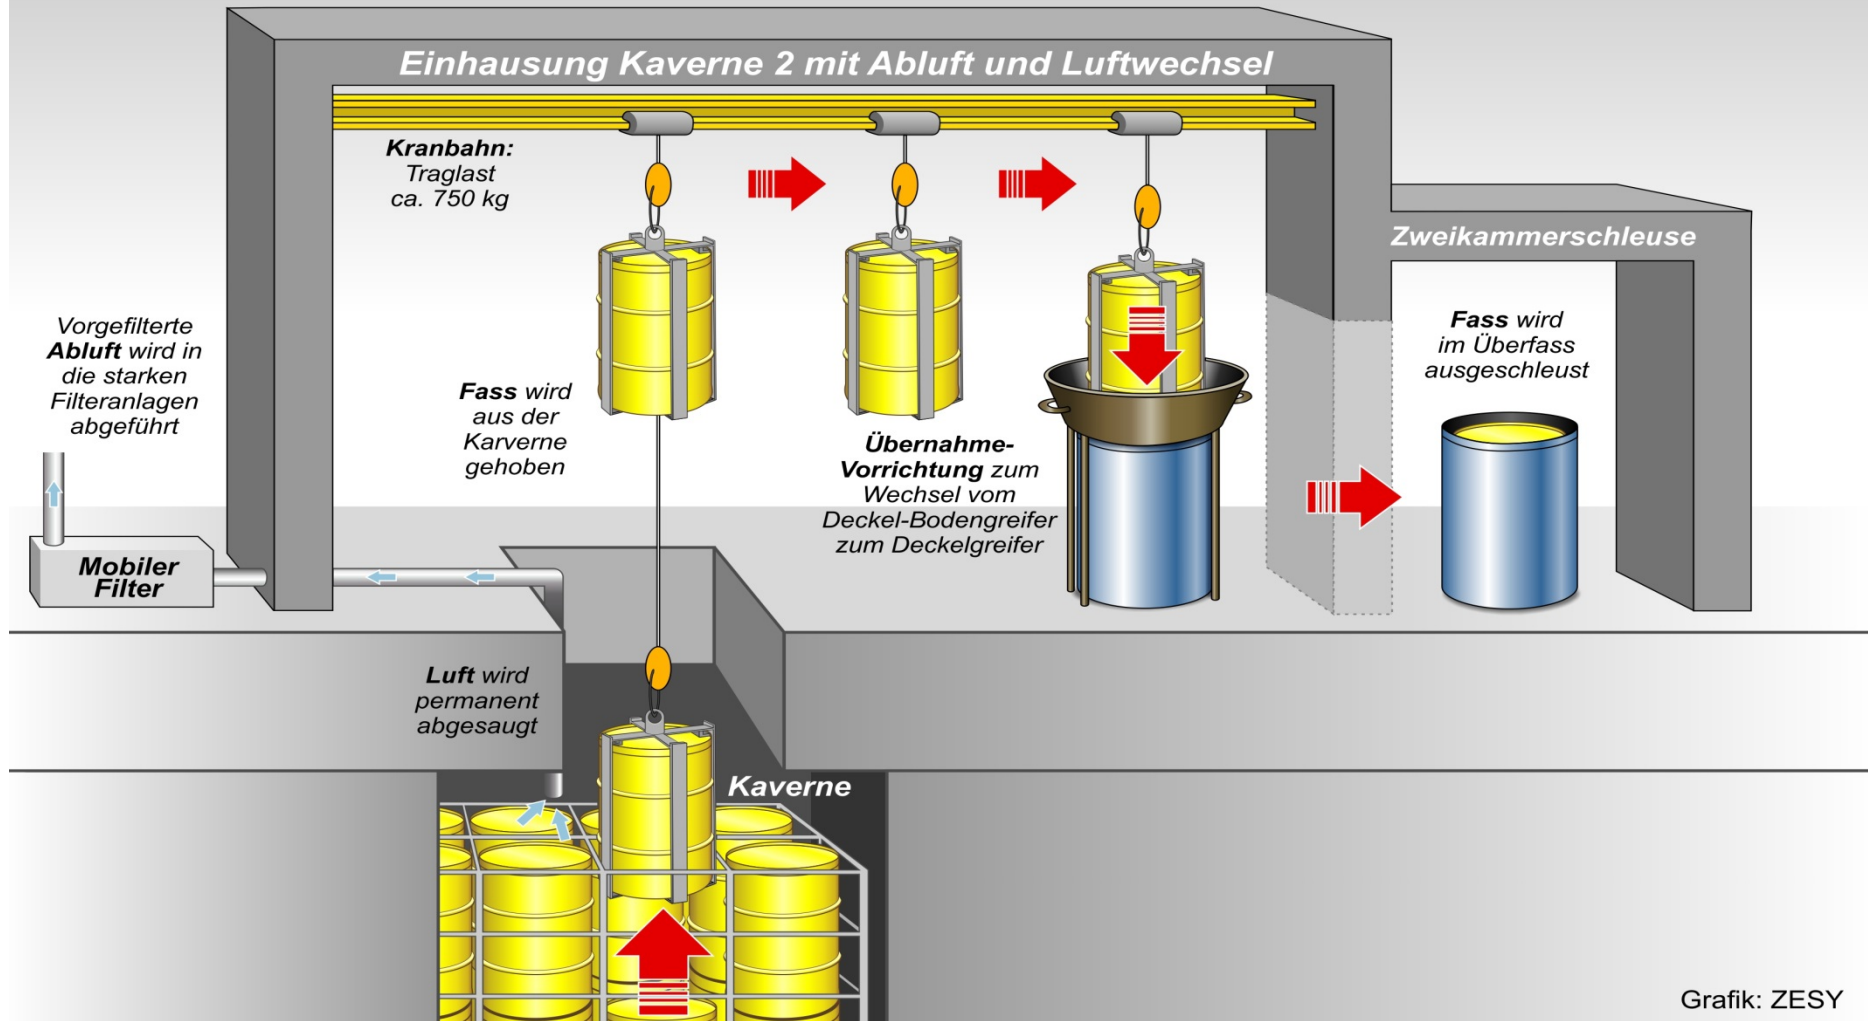 Einhausung Kaverne 2 mit Abluft und Luftwechsel
Kranbahn:
Traglast
ca. 750 kg
Zweikammerschleuse
Vorgefilterte
Abluft wird in
die starken
Filteranlagen
abgeführt
Fass wird
aus der
Karverne
gehoben
Übernahme-
Vorrichtung zum
Wechsel vom
Deckel-Bodengreifer
zum Deckelgreifer
Fass wird
im Überfass
ausgeschleust
Mobiler
Filter
Luft wird
permanent
abgesaugt
Kaverne
Grafik: ZESY